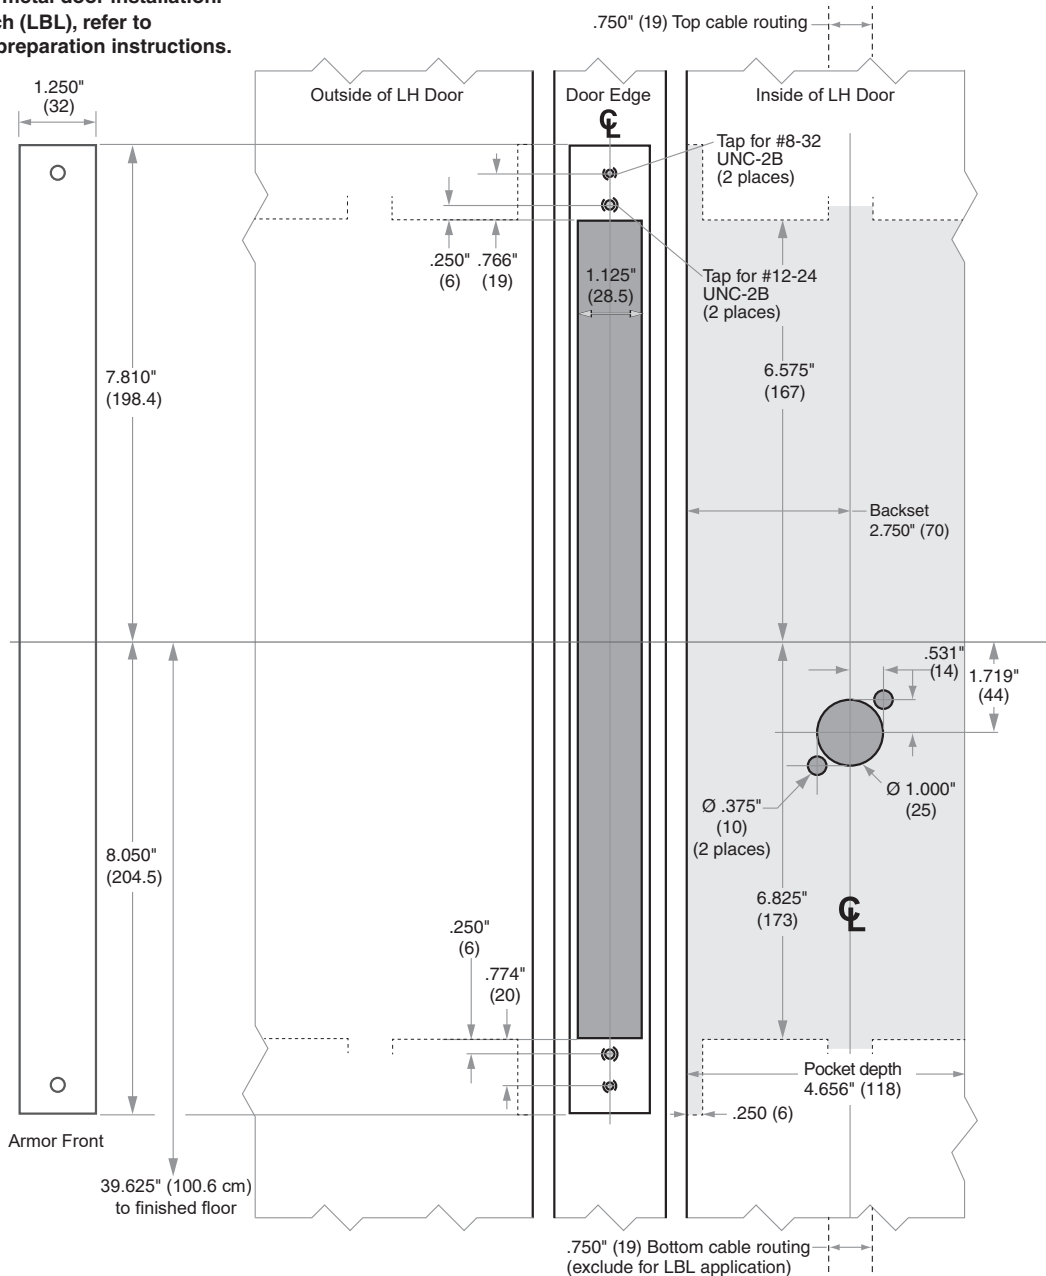 ch (LBL), refer to
preparation instructions.
.750" (19) Top cable routing
1.250"
(32)
Outside of LH Door
Door Edge
Inside of LH Door
℄
Tap for #8-32
UNC-2B
(2 places)
.250"
(6)
.766"
(19)
1.125"
(28.5)
Tap for #12-24
UNC-2B
(2 places)
7.810"
(198.4)
6.575"
(167)
Backset
2.750" (70)
.531"
(14)
1.719"
(44)
Ø 1.000"
(25)
Ø .375"
(10)
(2 places)
8.050"
(204.5)
6.825"
(173)
℄
.250"
(6)
.774"
(20)
Pocket depth
4.656" (118)
.250 (6)
Armor Front
39.625" (100.6 cm)
to finished floor
.750" (19) Bottom cable routing
(exclude for LBL application)